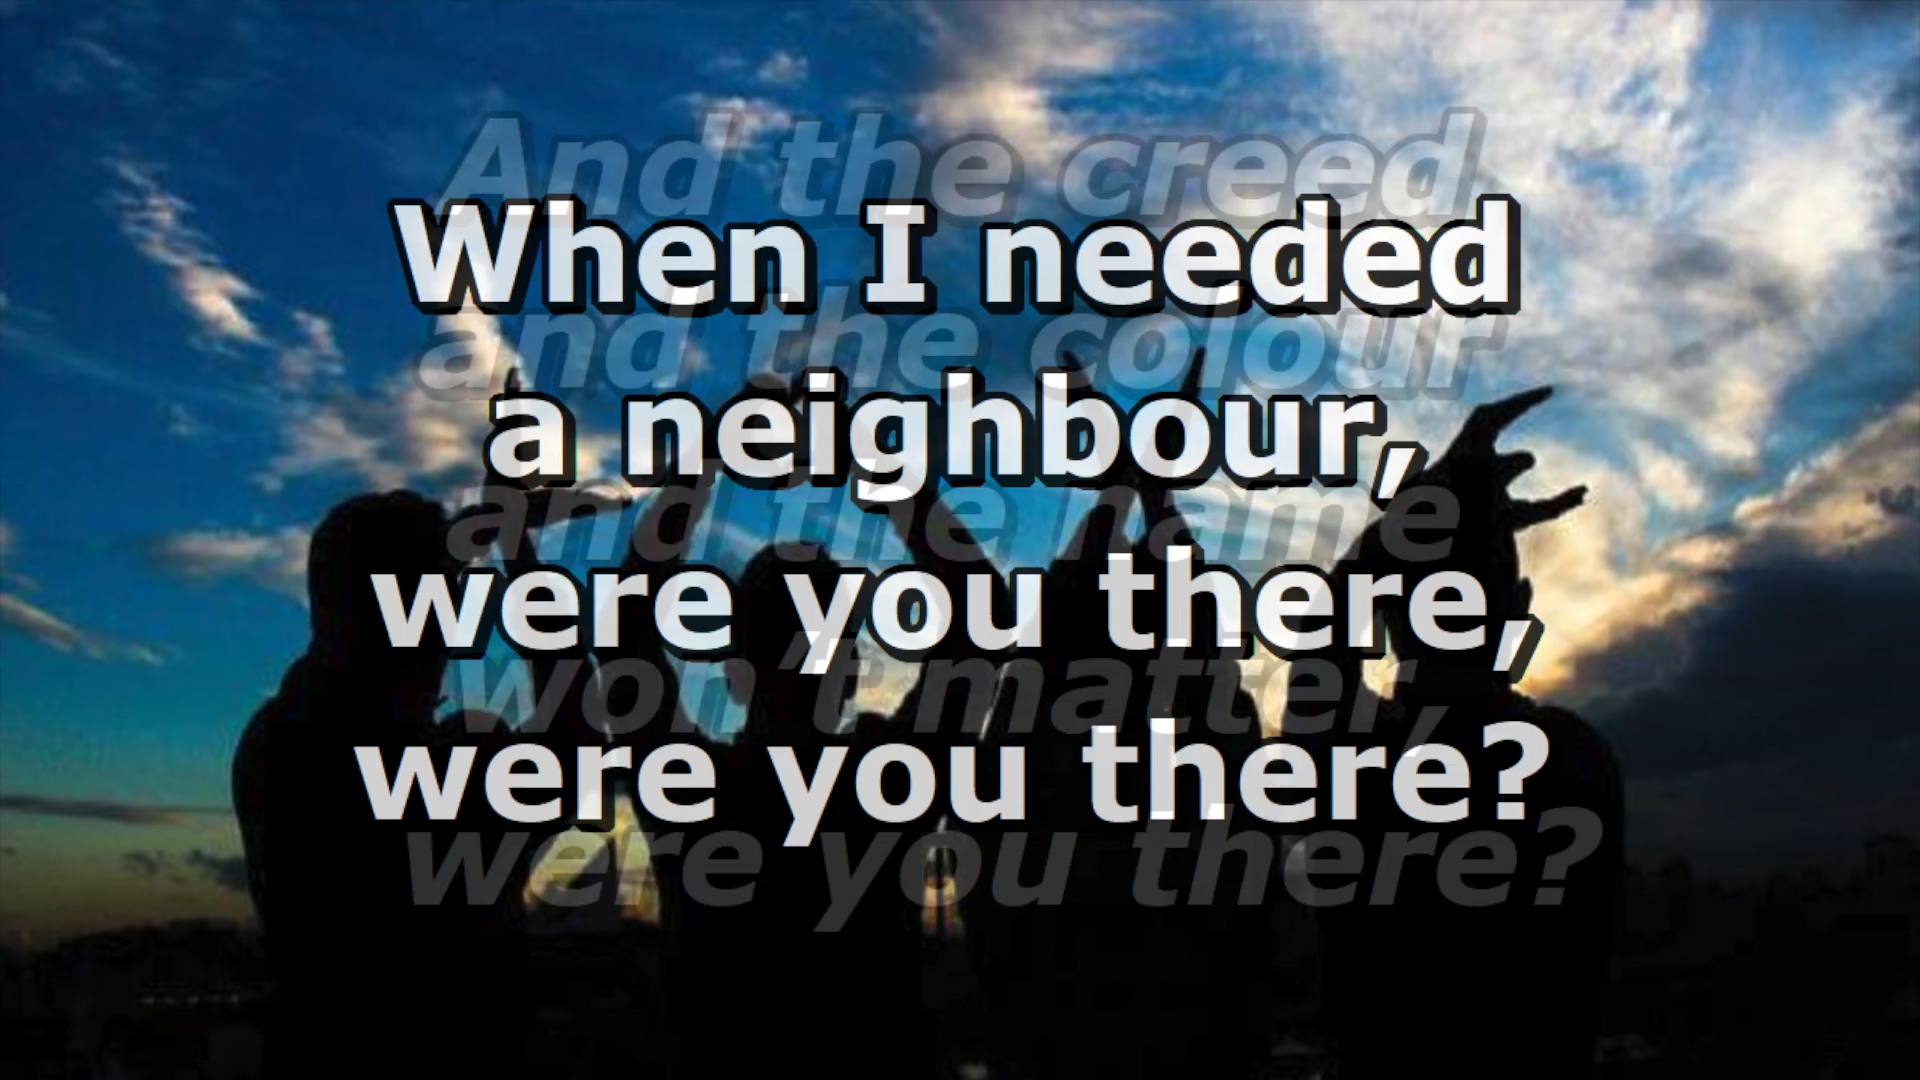 And the creed
When I needed
and the colour
a neighbour,
and the name
were you there,
won't matter,
were you there?
were you there?